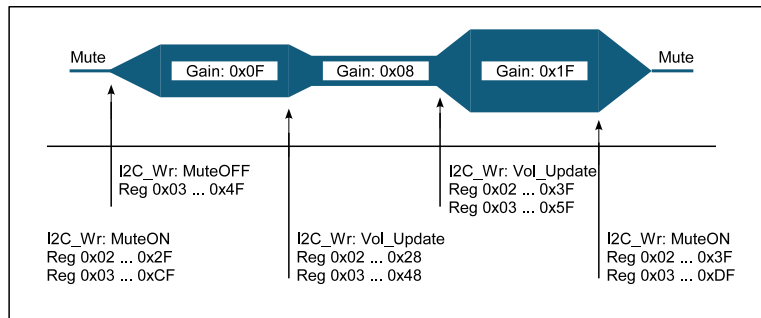 Mute
Gain: 0x0F
Gain: 0x08
Gain: 0x1F
Mute
I2C_Wr: MuteOFF
Reg 0x03 ... 0x4F
I2C_Wr: Vol_Update
Reg 0x02 ... 0x3F
Reg 0x03 ... 0x5F
I2C_Wr: MuteON
Reg 0x02 ... 0x2F
Reg 0x03 ... 0xCF
I2C_Wr: Vol_Update
Reg 0x02 ... 0x28
Reg 0x03 ... 0x48
I2C_Wr: MuteON
Reg 0x02 ... 0x3F
Reg 0x03 ... 0xDF